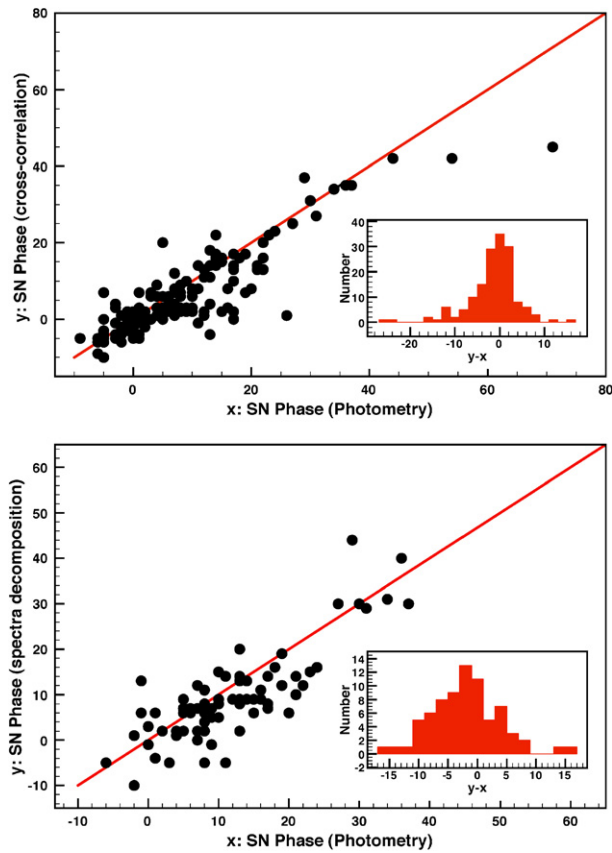 80
60
40
20
0
y: SN Phase (cross-correlation)
40
30
20
10
0
Number
-20 -10 0 10
y-x
0 20 40 60 80
x: SN Phase (Photometry)
60
50
40
30
20
10
0
-10
y: SN Phase (spectra decomposition)
14
12
10
8
6
4
2
0
-2
Number
-15 -10 -5 0 5 10 15
y-x
-10 0 10 20 30 40 50 60
x: SN Phase (Photometry)